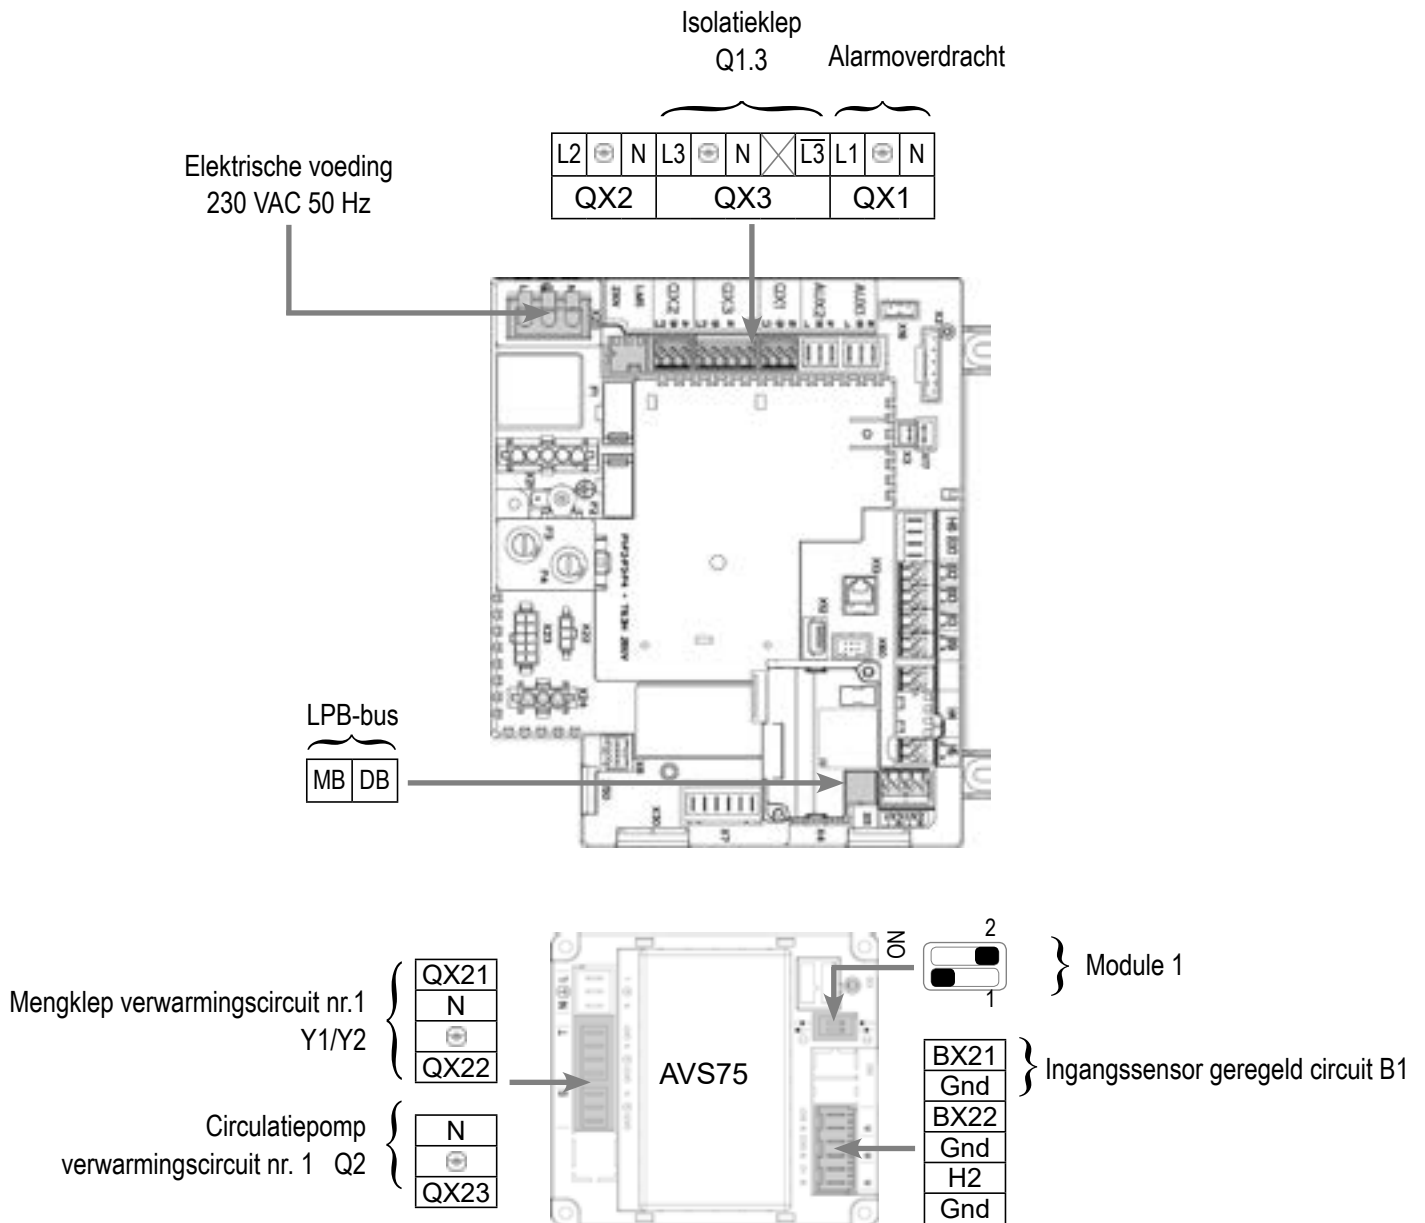 Isolatieklep
Q1.3
Alarmoverdracht
L2 N L3 N L3 L1 N
QX2 QX3 QX1
Elektrische voeding
230 VAC 50 Hz
LPB-bus
MB DB
ON
2
1
Module 1
QX21
N
QX22
Mengklep verwarmingscircuit nr.1
Y1/Y2
N
QX23
Circulatiepomp
verwarmingscircuit nr. 1 Q2
AVS75
BX21
Gnd
BX22
Gnd
H2
Gnd
Ingangssensor geregeld circuit B1